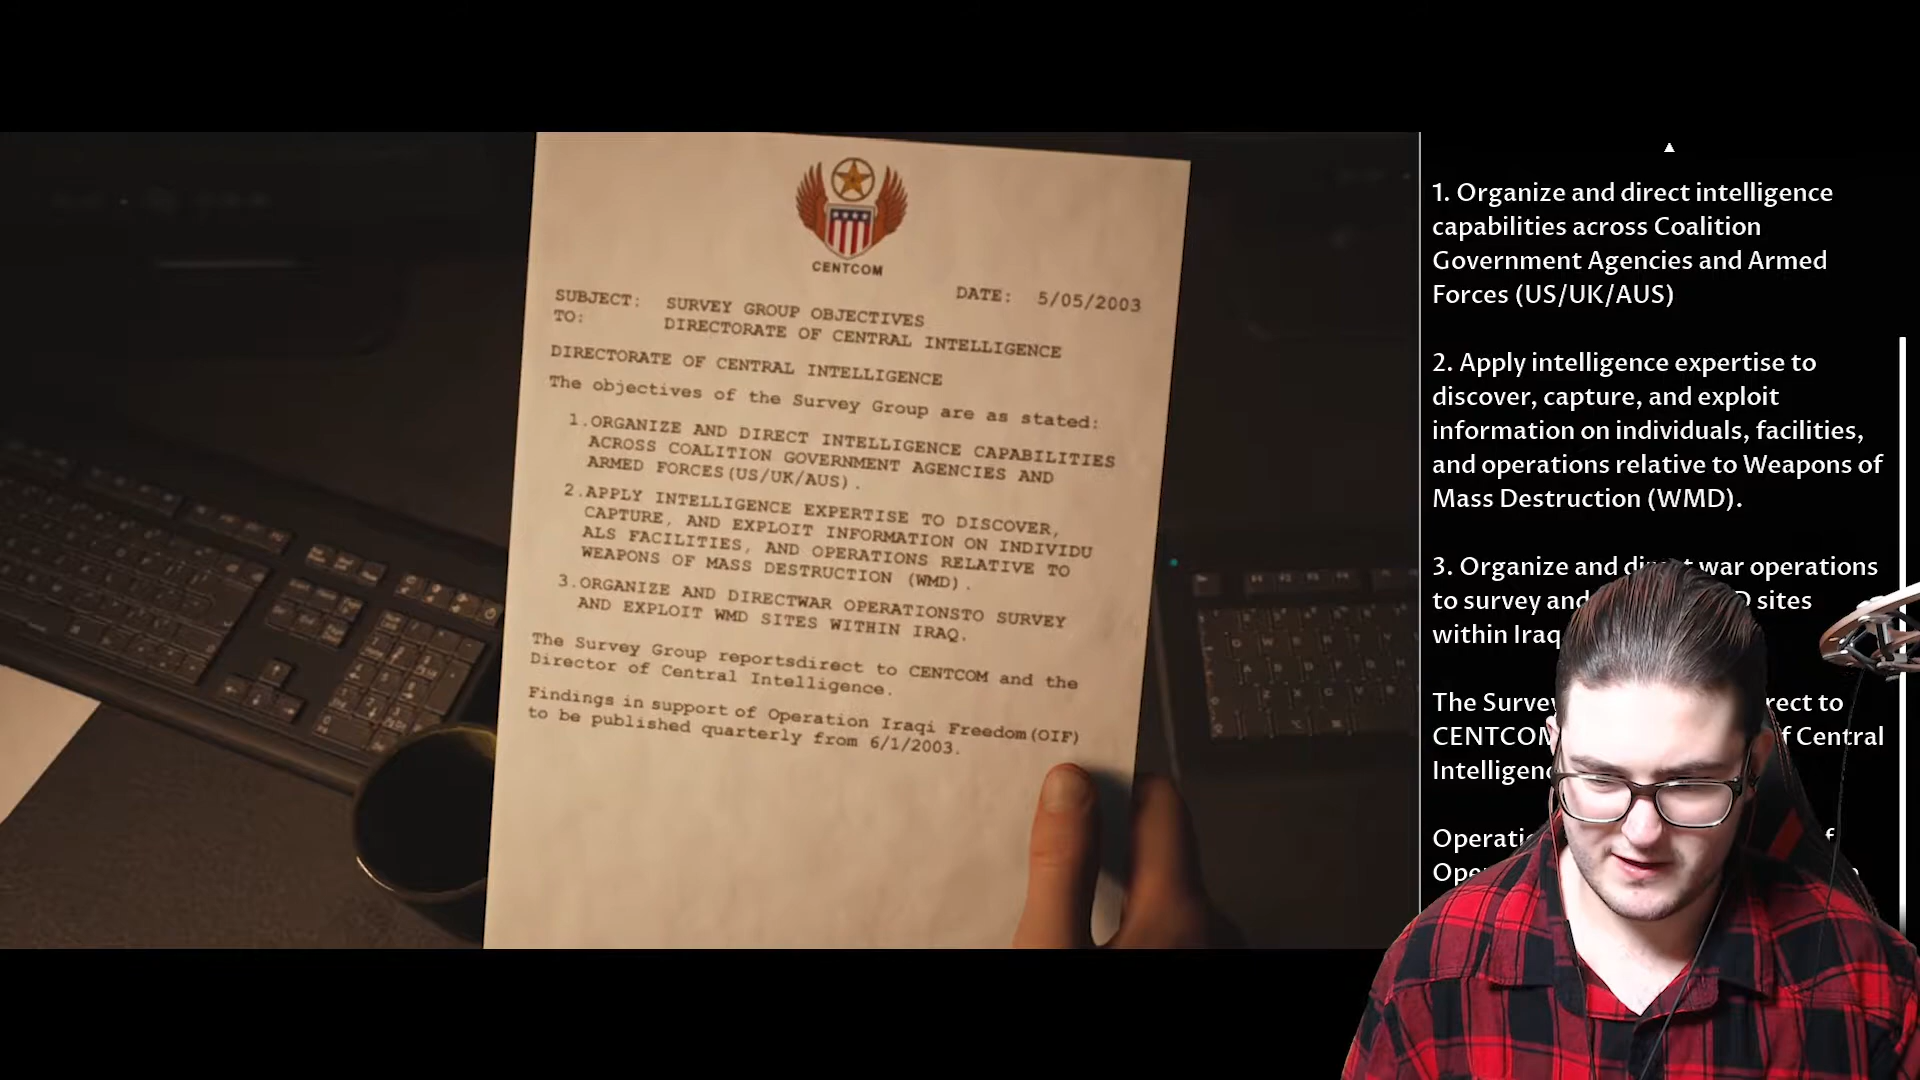 CENTCOM
DATE: 5/05/2003
SUBJECT: SURVEY GROUP OBJECTIVES
TO: DIRECTORATE OF CENTRAL INTELLIGENCE
DIRECTORATE OF CENTRAL INTELLIGENCE
The objectives of the Survey Group are as stated:
1.ORGANIZE AND DIRECT INTELLIGENCE CAPABILITIES
ACROSS COALITION GOVERNMENT AGENCIES AND
ARMED FORCES(US/UK/AUS).
2.APPLY INTELLIGENCE EXPERTISE TO DISCOVER,
CAPTURE, AND EXPLOIT INFORMATION ON INDIVIDU
ALS FACILITIES, AND OPERATIONS RELATIVE TO
WEAPONS OF MASS DESTRUCTION (WMD).
3.ORGANIZE AND DIRECTWAR OPERATIONSTO SURVEY
AND EXPLOIT WMD SITES WITHIN IRAQ.
The Survey Group reportsdirect to CENTCOM and the
Director of Central Intelligence.
Findings in support of Operation Iraqi Freedom(OIF)
to be published quarterly from 6/1/2003.
1. Organize and direct intelligence
capabilities across Coalition
Government Agencies and Armed
Forces (US/UK/AUS)
2. Apply intelligence expertise to
discover, capture, and exploit
information on individuals, facilities,
and operations relative to Weapons of
Mass Destruction (WMD).
3. Organize and war operations
to survey sites
within
The
of Central